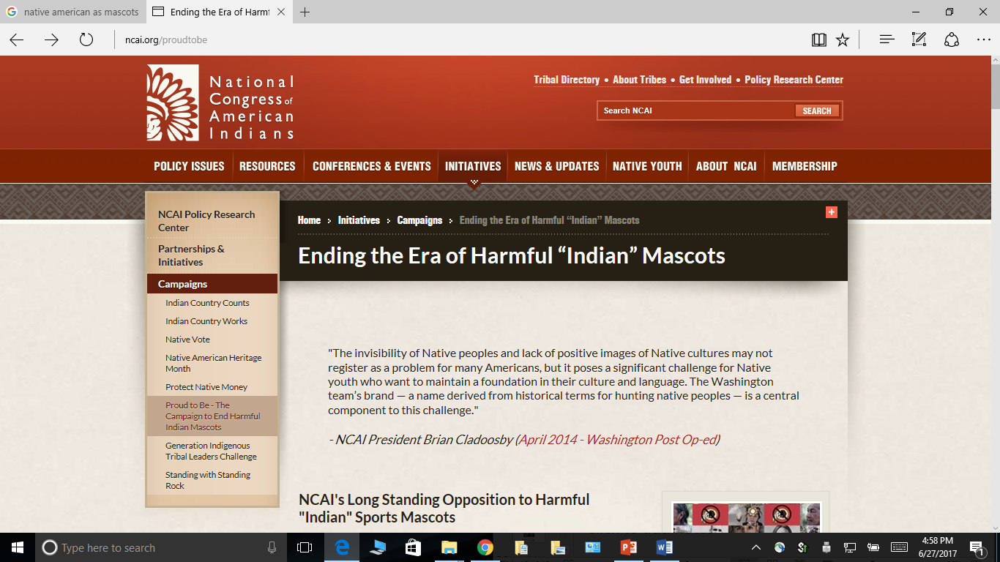 native american as mascots
Ending the Era of Harmf
ncai.org/proudtobe
National
Congress of
American
Indians
Tribal Directory • About Tribes • Get Involved • Policy Research Center
Search NCAI
SEARCH
POLICY ISSUES
RESOURCES
CONFERENCES & EVENTS
INITIATIVES
NEWS & UPDATES
NATIVE YOUTH
ABOUT NCAI
MEMBERSHIP
NCAI Policy Research
Center
Partnerships &
Initiatives
Campaigns
Indian Country Counts
Indian Country Works
Native Vote
Native American Heritage
Month
Protect Native Money
Proud to Be - The
Campaign to End Harmful
Indian Mascots
Generation Indigenous
Tribal Leaders Challenge
Standing with Standing
Rock
Home › Initiatives › Campaigns › Ending the Era of Harmful “Indian” Mascots
Ending the Era of Harmful “Indian” Mascots
"The invisibility of Native peoples and lack of positive images of Native cultures may not
register as a problem for many Americans, but it poses a significant challenge for Native
youth who want to maintain a foundation in their culture and language. The Washington
team’s brand — a name derived from historical terms for hunting native peoples — is a central
component to this challenge."
- NCAI President Brian Cladoosby (April 2014 - Washington Post Op-ed)
NCAI's Long Standing Opposition to Harmful
"Indian" Sports Mascots
Type here to search
4:58 PM
6/27/2017
1